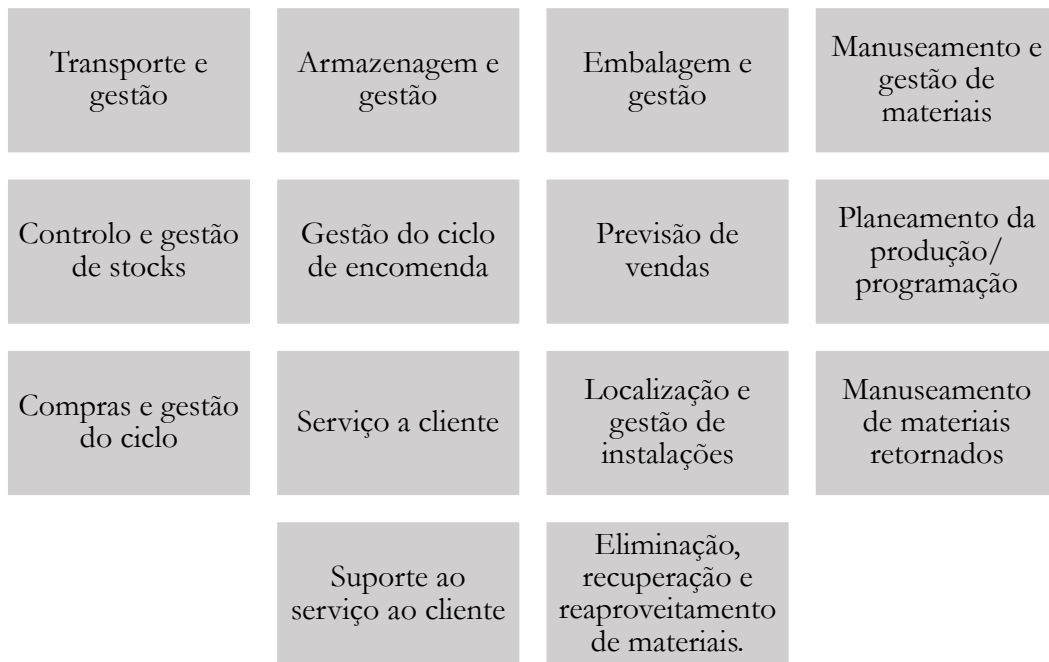 Transporte e
gestão
Armazenagem e
gestão
Embalagem e
gestão
Manuseamento e
gestão de
materiais
Controlo e gestão
de stocks
Gestão do ciclo
de encomenda
Previsão de
vendas
Planeamento da
produção/
programação
Compras e gestão
do ciclo
Serviço a cliente
Localização e
gestão de
instalações
Manuseamento
de materiais
retornados
Suporte ao
serviço ao cliente
Eliminação,
recuperação e
reaproveitamento
de materiais.